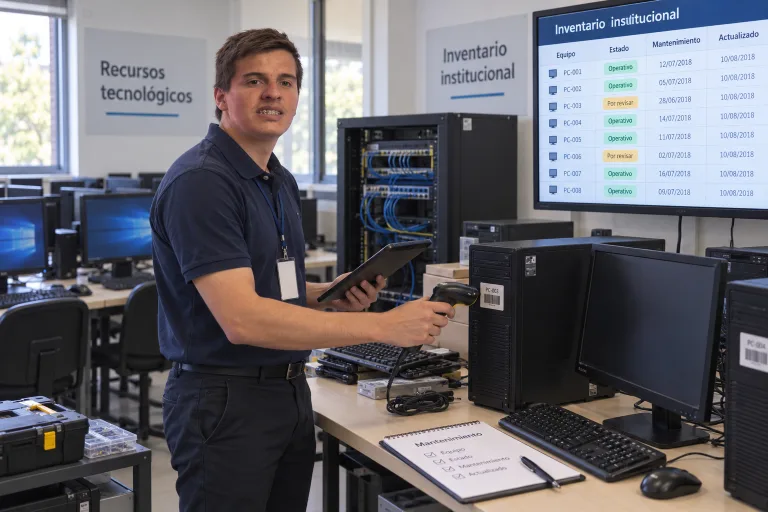 Recursos
tecnológicos
Inventario
institucional
Inventario institucional
Equipo Estado Mantenimiento Actualizado
PC-001 Operativo 12/07/2018 10/08/2018
PC-002 Operativo 05/07/2018 10/08/2018
PC-003 Por revisar 28/06/2018 10/08/2018
PC-004 Operativo 14/07/2018 10/08/2018
PC-005 Operativo 11/07/2018 10/08/2018
PC-006 Por revisar 02/07/2018 10/08/2018
PC-007 Operativo 16/07/2018 10/08/2018
PC-008 Operativo 09/07/2018 10/08/2018
PC-003
PC-004
Mantenimiento
Equipo
Estado
Mantenimiento
Actualizado